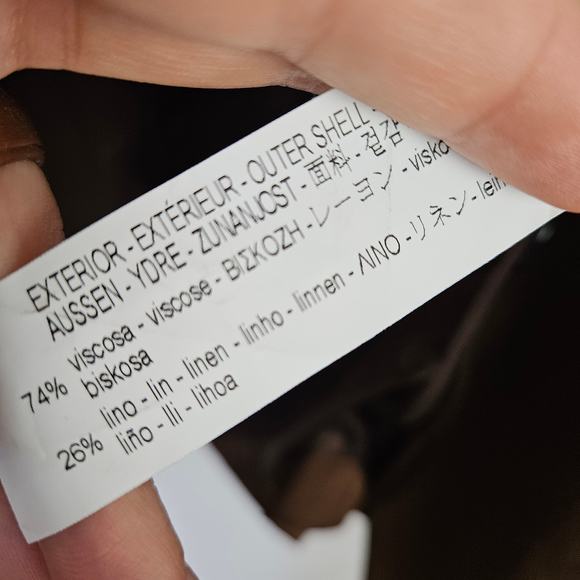 EXTERIOR - EXTÉRIEUR - OUTER SHELL -
AUSSEN - YDRE - ZUNANJOST - 面料 - 겉감
74% viscosa - viscose - ΒΙΣΚΟΖΗ - レーヨン - visko
biskosa
26% lino - lin - linen - linho - linnen - ΛΙΝΟ - リネン - lein
liño - lli - lihoa